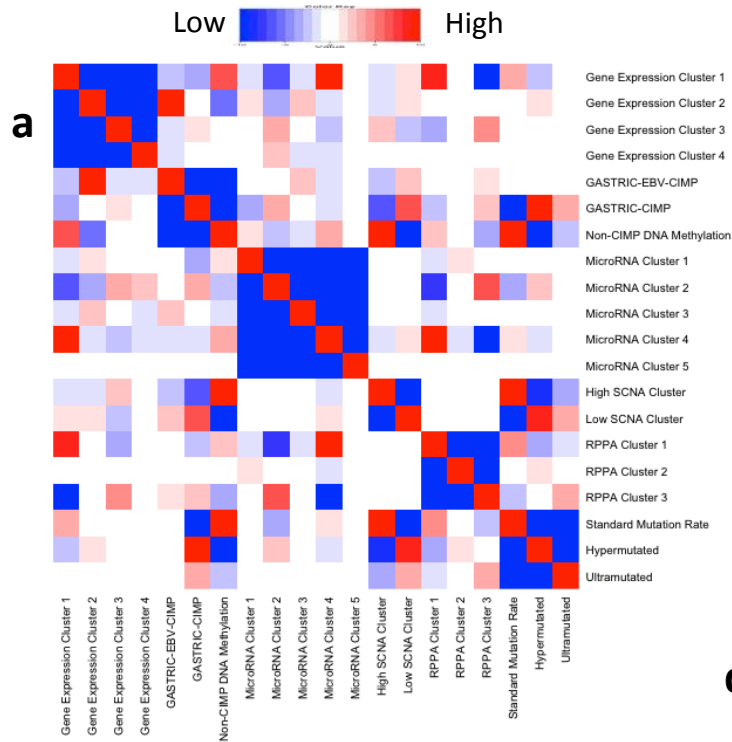 Low
High
Value
a
Gene Expression Cluster 1
Gene Expression Cluster 2
Gene Expression Cluster 3
Gene Expression Cluster 4
GASTRIC-EBV-CIMP
GASTRIC-CIMP
Non-CIMP DNA Methylation
MicroRNA Cluster 1
MicroRNA Cluster 2
MicroRNA Cluster 3
MicroRNA Cluster 4
MicroRNA Cluster 5
High SCNA Cluster
Low SCNA Cluster
RPPA Cluster 1
RPPA Cluster 2
RPPA Cluster 3
Standard Mutation Rate
Hypermutated
Ultramutated
Gene Expression Cluster 1
Gene Expression Cluster 2
Gene Expression Cluster 3
Gene Expression Cluster 4
GASTRIC-EBV-CIMP
GASTRIC-CIMP
Non-CIMP DNA Methylation
MicroRNA Cluster 1
MicroRNA Cluster 2
MicroRNA Cluster 3
MicroRNA Cluster 4
MicroRNA Cluster 5
High SCNA Cluster
Low SCNA Cluster
RPPA Cluster 1
RPPA Cluster 2
RPPA Cluster 3
Standard Mutation Rate
Hypermutated
Ultramutated